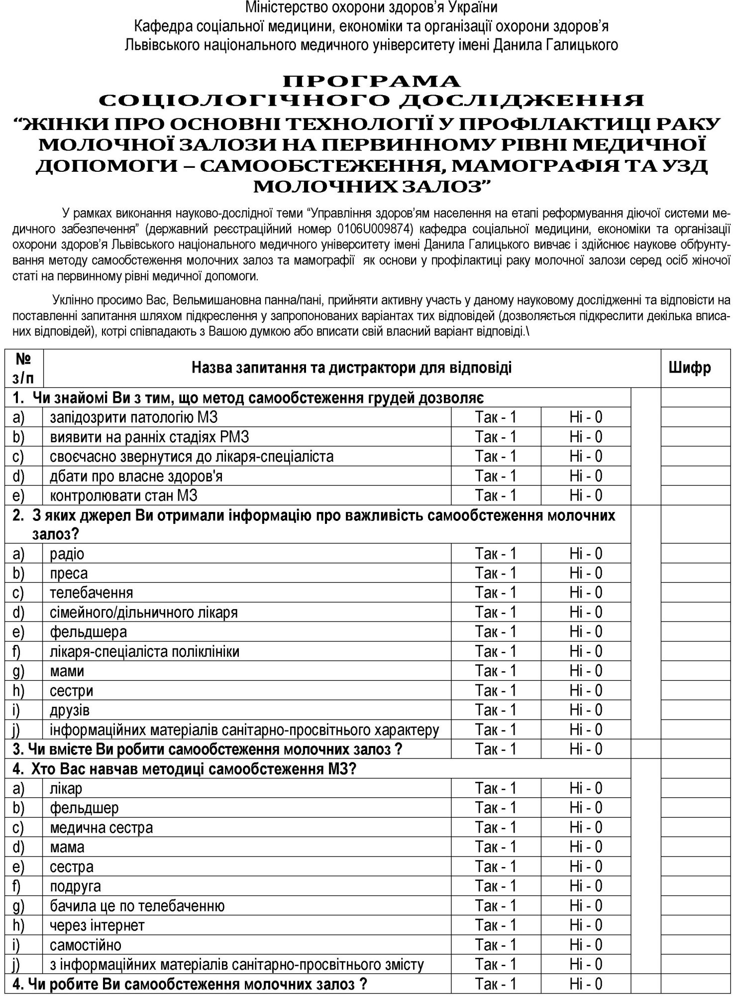 Міністерство охорони здоров’я України
Кафедра соціальної медицини, економіки та організації охорони здоров’я
Львівського національного медичного університету імені Данила Галицького
ПРОГРАМА
СОЦІОЛОГІЧНОГО ДОСЛІДЖЕННЯ
“ЖІНКИ ПРО ОСНОВНІ ТЕХНОЛОГІЇ У ПРОФІЛАКТИЦІ РАКУ
МОЛОЧНОЇ ЗАЛОЗИ НА ПЕРВИННОМУ РІВНІ МЕДИЧНОЇ
ДОПОМОГИ – САМООБСТЕЖЕННЯ, МАМОГРАФІЯ ТА УЗД
МОЛОЧНИХ ЗАЛОЗ”
У рамках виконання науково-дослідної теми “Управління здоров’ям населення на етапі реформування діючої системи ме-
дичного забезпечення” (державний реєстраційний номер 0106U009874) кафедра соціальної медицини, економіки та організації
охорони здоров’я Львівського національного медичного університету імені Данила Галицького вивчає і здійснює наукове обґрунту-
вання методу самообстеження молочних залоз та мамографії як основи у профілактиці раку молочної залози серед осіб жіночої
статі на первинному рівні медичної допомоги.
Уклінно просимо Вас, Вельмишановна панна/пані, прийняти активну участь у даному науковому дослідженні та відповісти на
поставленні запитання шляхом підкреслення у запропонованих варіантах тих відповідей (дозволяється підкреслити декілька вписа-
них відповідей), котрі співпадають з Вашою думкою або вписати свій власний варіант відповіді.\
№ з/п Назва запитання та дистрактори для відповіді Шифр
1. Чи знайомі Ви з тим, що метод самообстеження грудей дозволяє
a) запідозрити патологію МЗ Так - 1 Ні - 0
b) виявити на ранніх стадіях РМЗ Так - 1 Ні - 0
c) своєчасно звернутися до лікаря-спеціаліста Так - 1 Ні - 0
d) дбати про власне здоров'я Так - 1 Ні - 0
e) контролювати стан МЗ Так - 1 Ні - 0
2. З яких джерел Ви отримали інформацію про важливість самообстеження молочних
залоз?
a) радіо Так - 1 Ні - 0
b) преса Так - 1 Ні - 0
c) телебачення Так - 1 Ні - 0
d) сімейного/дільничного лікаря Так - 1 Ні - 0
e) фельдшера Так - 1 Ні - 0
f) лікаря-спеціаліста поліклініки Так - 1 Ні - 0
g) мами Так - 1 Ні - 0
h) сестри Так - 1 Ні - 0
i) друзів Так - 1 Ні - 0
j) інформаційних матеріалів санітарно-просвітнього характеру Так - 1 Ні - 0
3. Чи вмієте Ви робити самообстеження молочних залоз ? Так - 1 Ні - 0
4. Хто Вас навчав методиці самообстеження МЗ?
a) лікар Так - 1 Ні - 0
b) фельдшер Так - 1 Ні - 0
c) медична сестра Так - 1 Ні - 0
d) мама Так - 1 Ні - 0
e) сестра Так - 1 Ні - 0
f) подруга Так - 1 Ні - 0
g) бачила це по телебаченню Так - 1 Ні - 0
h) через інтернет Так - 1 Ні - 0
i) самостійно Так - 1 Ні - 0
j) з інформаційних матеріалів санітарно-просвітнього змісту Так - 1 Ні - 0
4. Чи робите Ви самообстеження молочних залоз ? Так - 1 Ні - 0